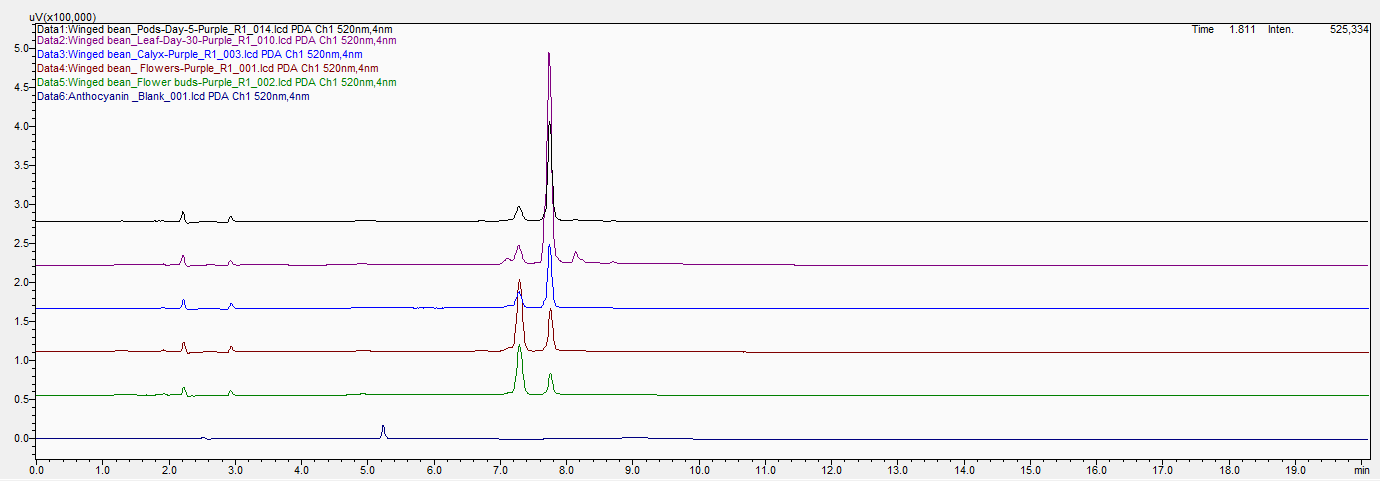 uV(x100,000)
Data1:Winged bean_Pods-Day-5-Purple_R1_014.lcd PDA Ch1 520nm,4nm
Time 1.811 Inten. 525,334
Data2:Winged bean_Leaf-Day-30-Purple_R1_010.lcd PDA Ch1 520nm,4nm
Data3:Winged bean_Calyx-Purple_R1_003.lcd PDA Ch1 520nm,4nm
Data4:Winged bean_ Flowers-Purple_R1_001.lcd PDA Ch1 520nm,4nm
Data5:Winged bean_Flower buds-Purple_R1_002.lcd PDA Ch1 520nm,4nm
Data6:Anthocyanin _Blank_001.lcd PDA Ch1 520nm,4nm
5.0
4.5
4.0
3.5
3.0
2.5
2.0
1.5
1.0
0.5
0.0
0.0 1.0 2.0 3.0 4.0 5.0 6.0 7.0 8.0 9.0 10.0 11.0 12.0 13.0 14.0 15.0 16.0 17.0 18.0 19.0 min